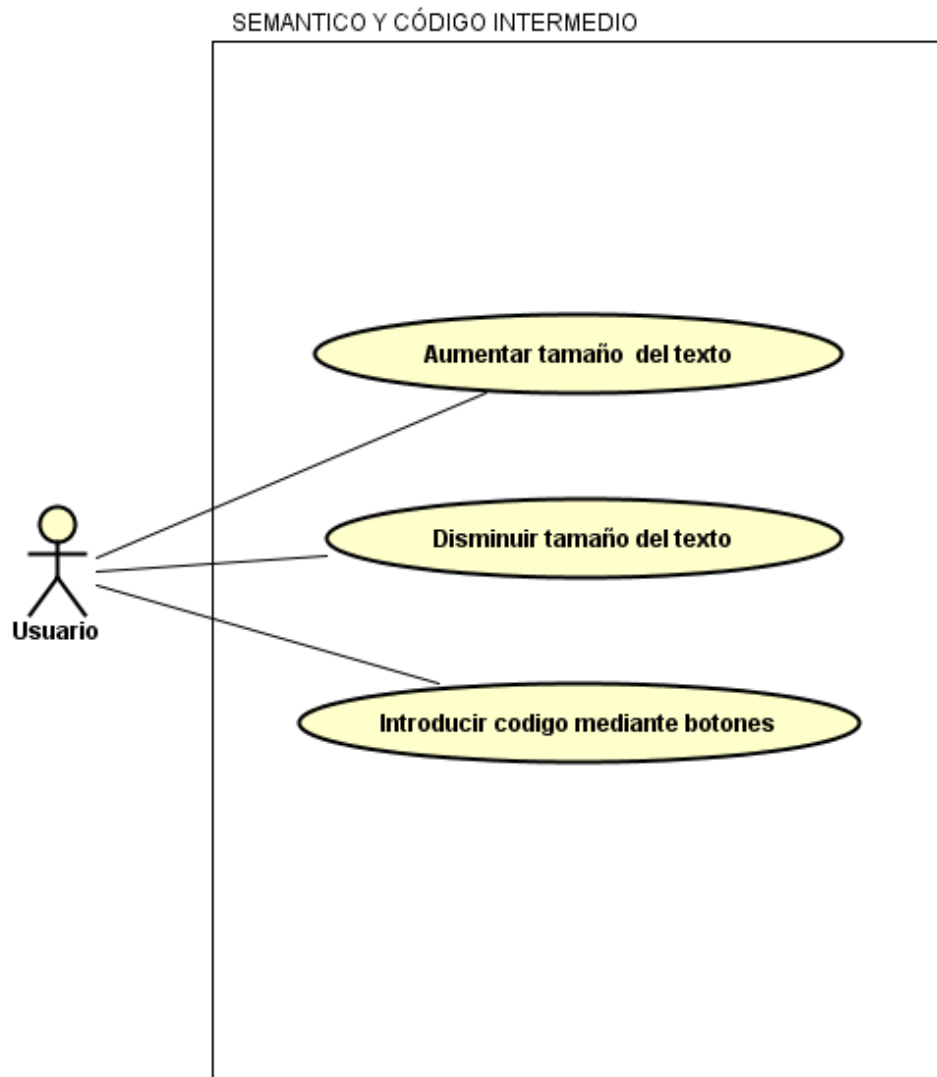 SEMANTICO Y CÓDIGO INTERMEDIO
Aumentar tamaño  del texto
Disminuir tamaño del texto
Usuario
Introducir codigo mediante botones